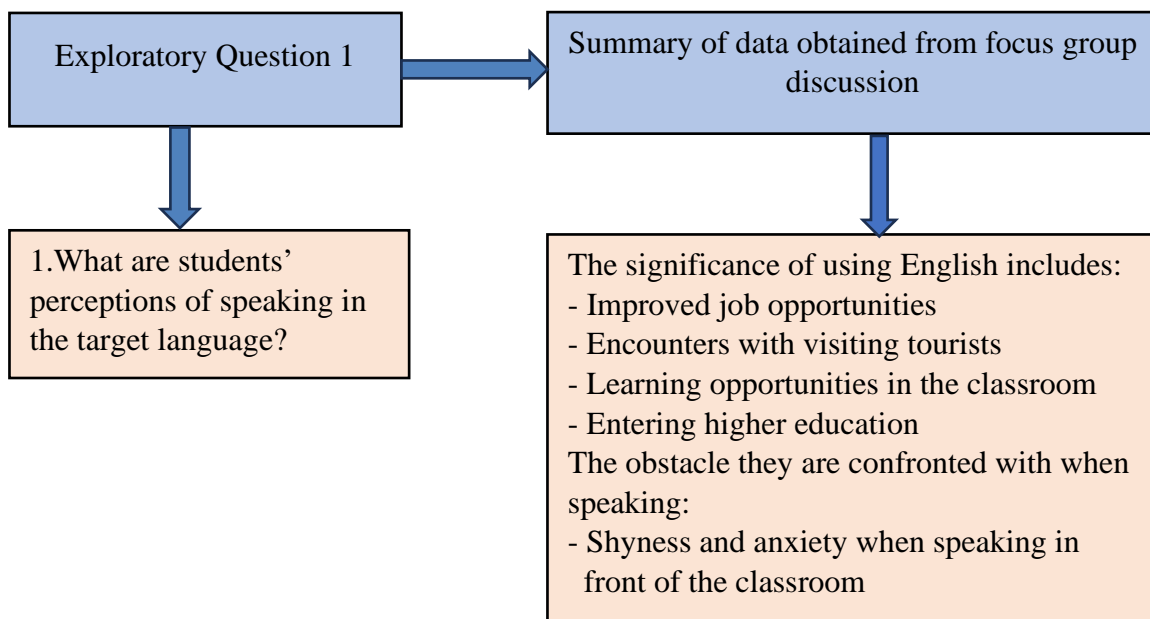 Exploratory Question 1
Summary of data obtained from focus group
discussion
1.What are students’
perceptions of speaking in
the target language?
The significance of using English includes:
- Improved job opportunities
- Encounters with visiting tourists
- Learning opportunities in the classroom
- Entering higher education
The obstacle they are confronted with when
speaking:
- Shyness and anxiety when speaking in
front of the classroom